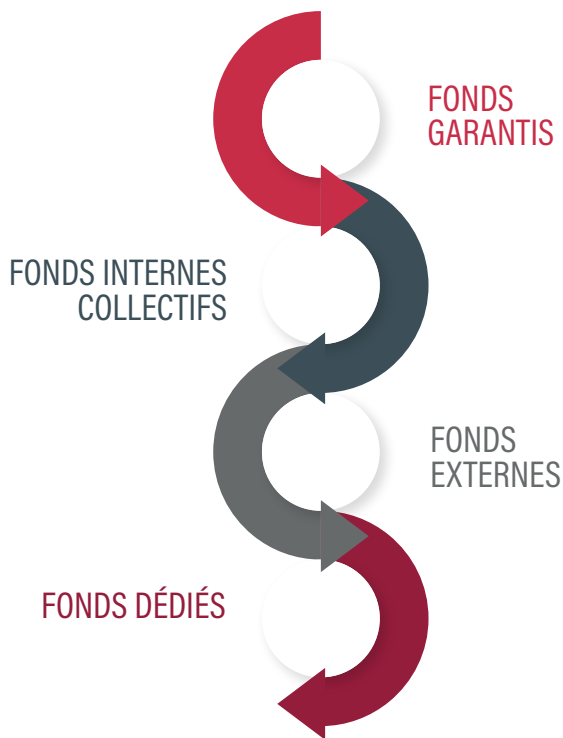 FONDS
GARANTIS
FONDS INTERNES
COLLECTIFS
FONDS
EXTERNES
FONDS DÉDIÉS